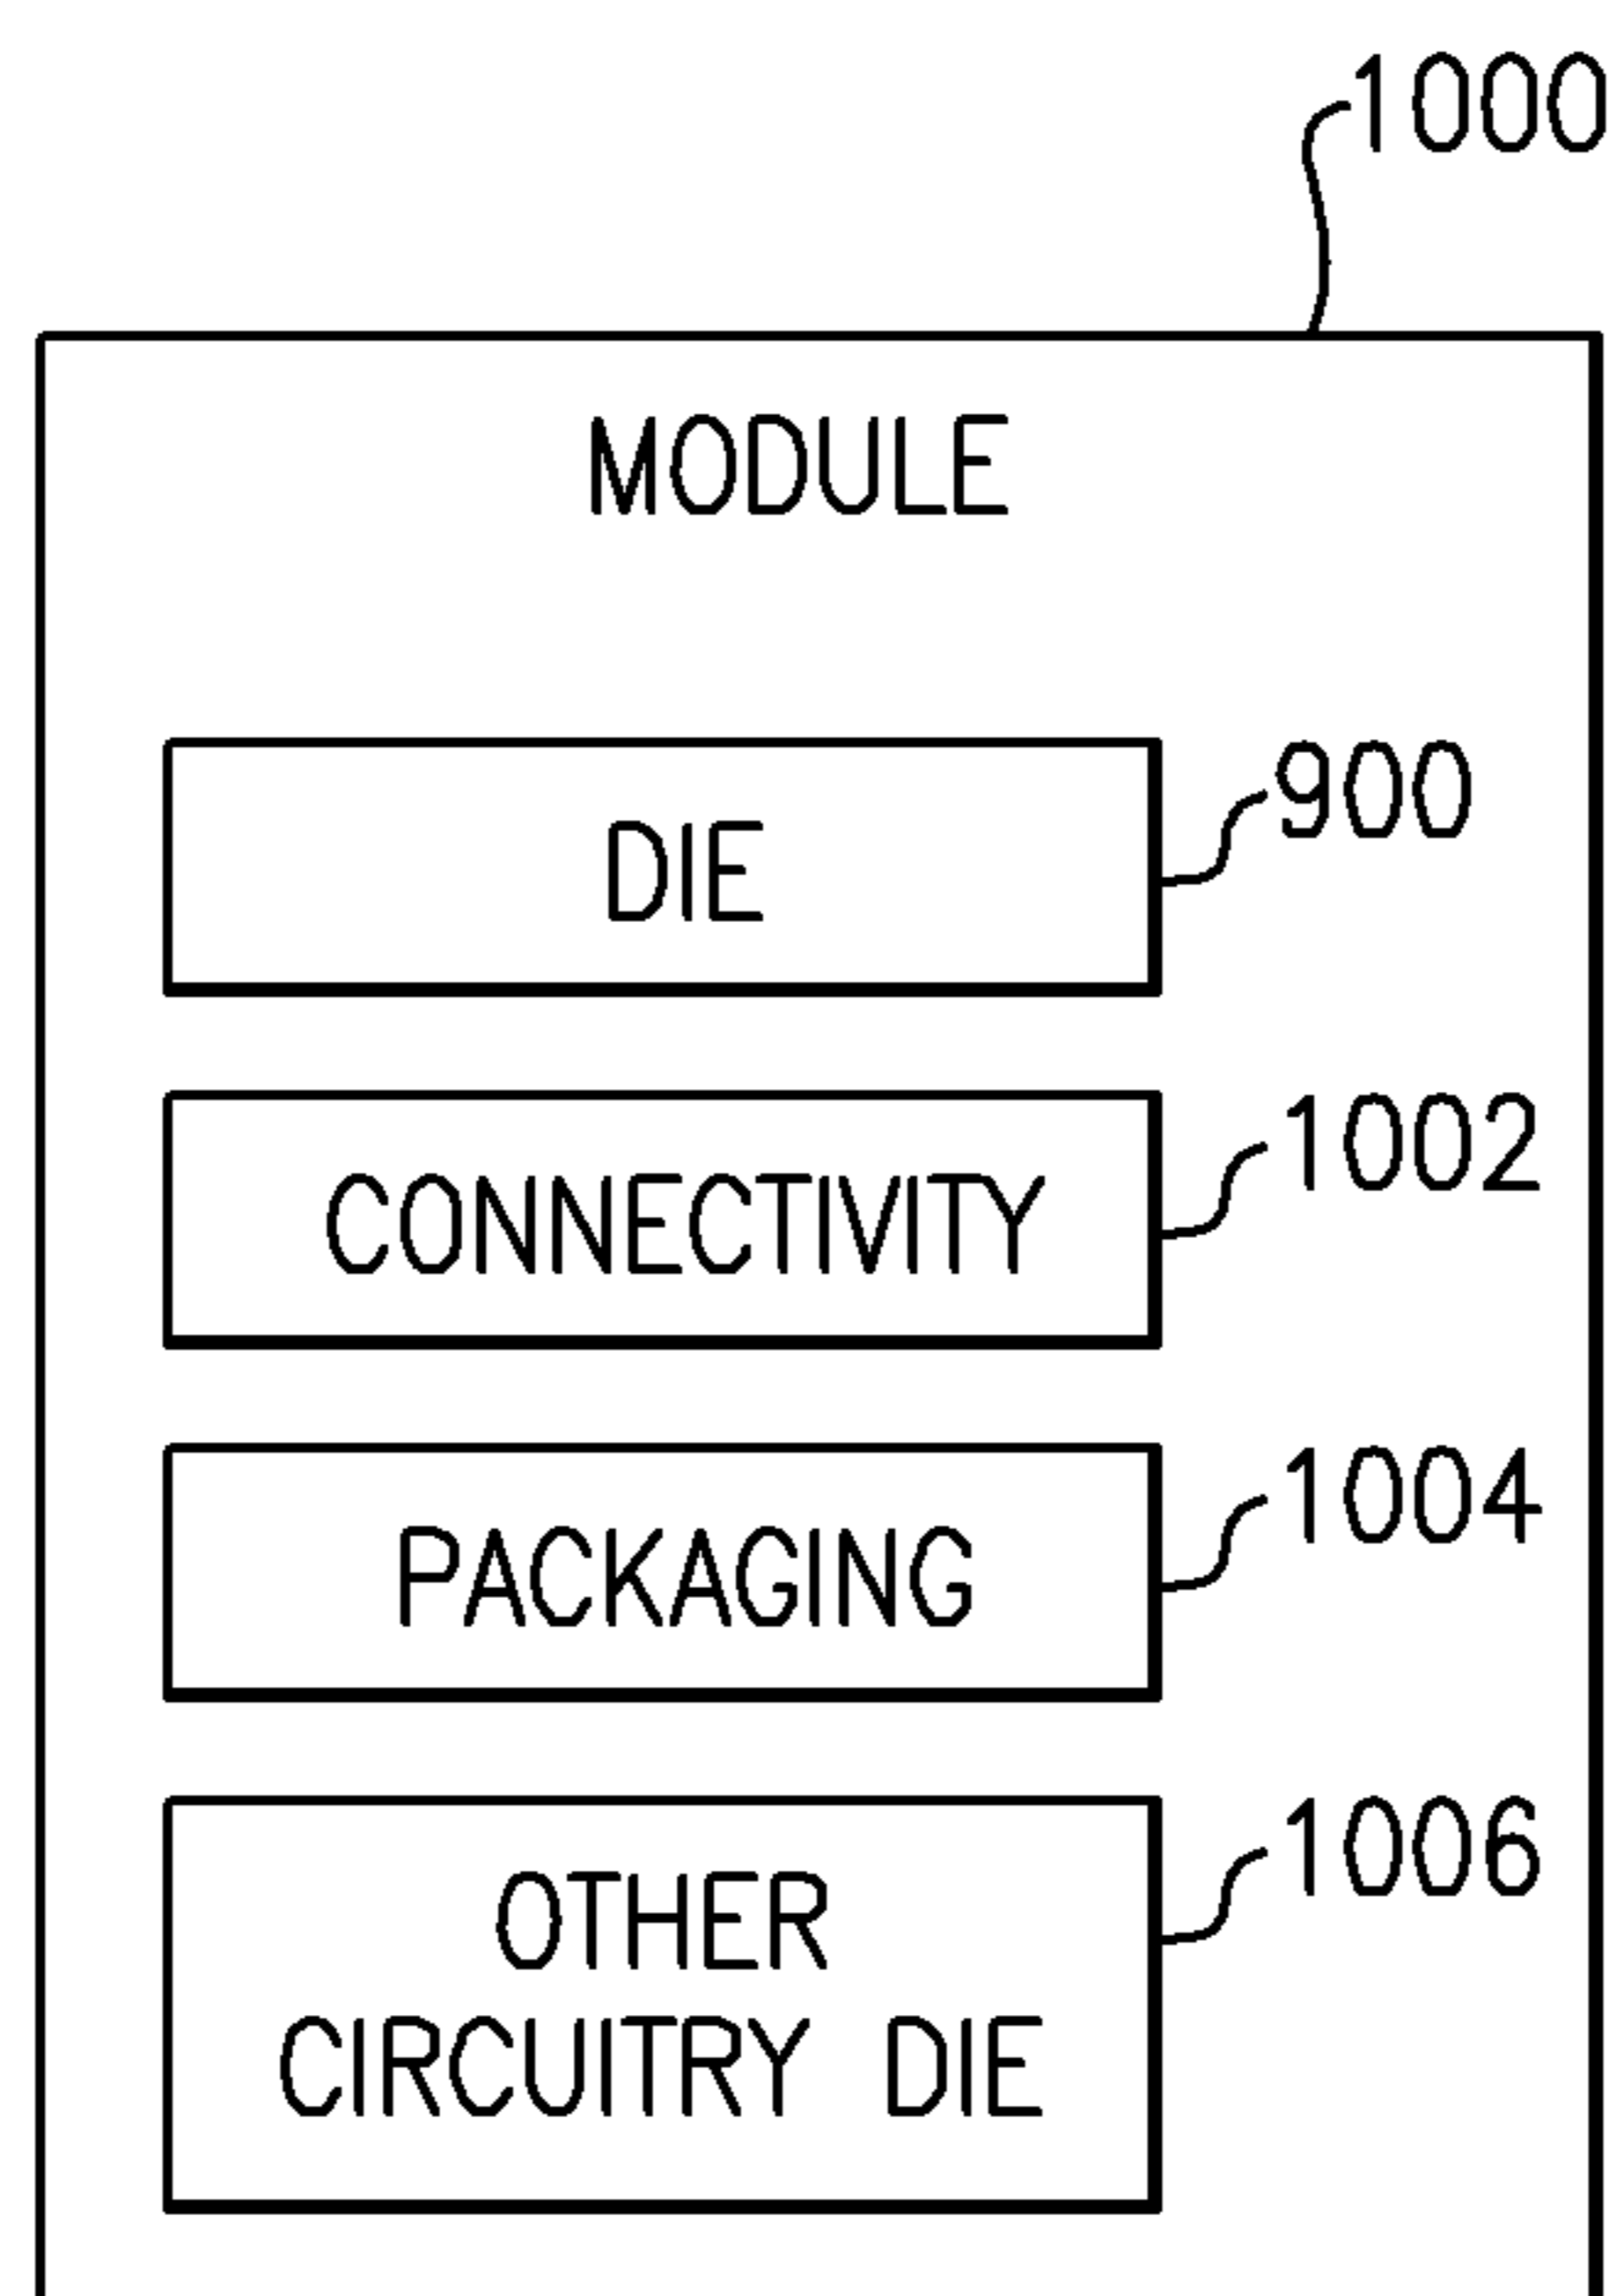 1000
MODULE
DIE
900
CONNECTIVITY
1002
PACKAGING
1004
OTHER
CIRCUITRY DIE
1006